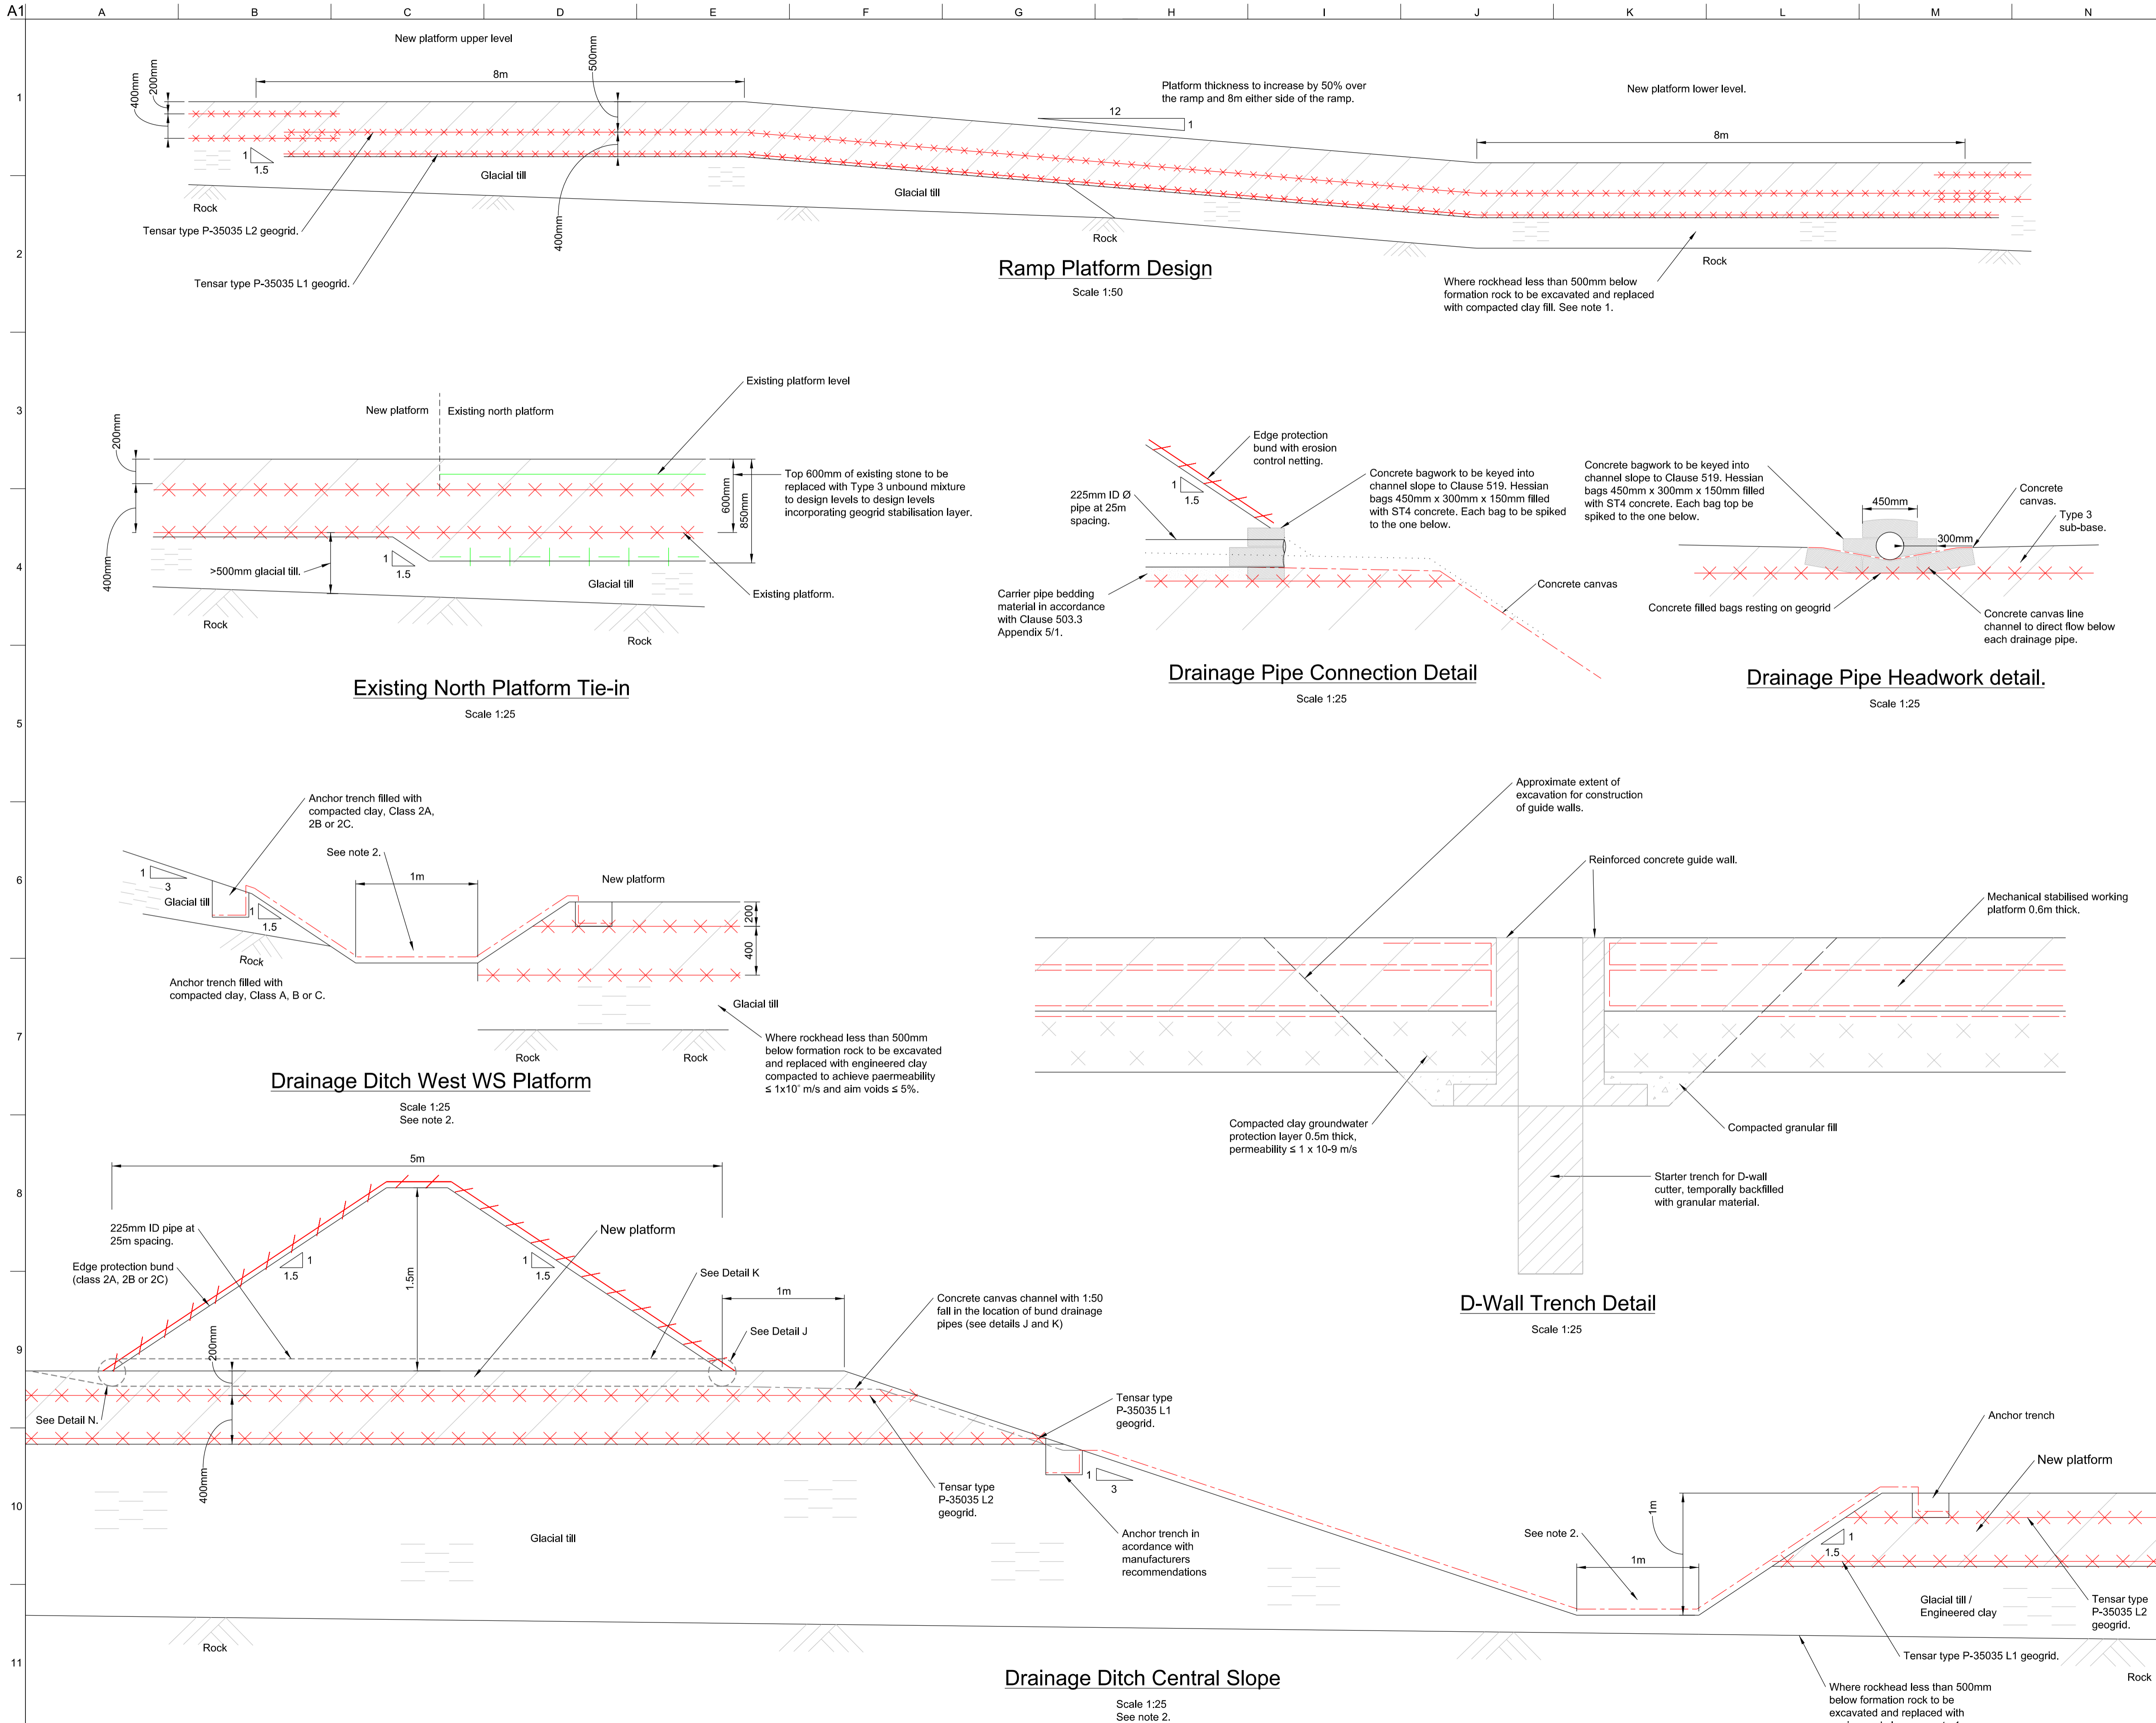 A1
A
B
C
D
E
F
G
H
I
J
K
L
M
N
1
2
3
4
5
6
7
8
9
10
11
New platform upper level
8m
500mm
400mm
200mm
12
1
Platform thickness to increase by 50% over
the ramp and 8m either side of the ramp.
New platform lower level.
8m
1
1.5
Glacial till
Glacial till
400mm
Rock
Tensar type P-35035 L2 geogrid.
Tensar type P-35035 L1 geogrid.
Rock
Rock
Where rockhead less than 500mm below
formation rock to be excavated and replaced
with compacted clay fill. See note 1.
Ramp Platform Design
Scale 1:50
Existing platform level
New platform
Existing north platform
200mm
400mm
600mm
850mm
Top 600mm of existing stone to be
replaced with Type 3 unbound mixture
to design levels to design levels
incorporating geogrid stabilisation layer.
1
1.5
>500mm glacial till.
Glacial till
Existing platform.
Rock
Rock
Existing North Platform Tie-in
Scale 1:25
Edge protection
bund with erosion
control netting.
1
1.5
225mm ID Ø
pipe at 25m
spacing.
Concrete bagwork to be keyed into
channel slope to Clause 519. Hessian
bags 450mm x 300mm x 150mm filled
with ST4 concrete. Each bag to be spiked
to the one below.
Carrier pipe bedding
material in accordance
with Clause 503.3
Appendix 5/1.
Concrete canvas
Drainage Pipe Connection Detail
Scale 1:25
Concrete bagwork to be keyed into
channel slope to Clause 519. Hessian
bags 450mm x 300mm x 150mm filled
with ST4 concrete. Each bag top be
spiked to the one below.
450mm
300mm
Concrete
canvas.
Type 3
sub-base.
Concrete filled bags resting on geogrid
Concrete canvas line
channel to direct flow below
each drainage pipe.
Drainage Pipe Headwork detail.
Scale 1:25
Anchor trench filled with
compacted clay, Class 2A,
2B or 2C.
See note 2.
1
3
Glacial till
1m
New platform
1
1.5
200
400
Rock
Anchor trench filled with
compacted clay, Class A, B or C.
Glacial till
Rock
Rock
Where rockhead less than 500mm
below formation rock to be excavated
and replaced with engineered clay
compacted to achieve paermeability
≤ 1x10ˉ m/s and aim voids ≤ 5%.
Drainage Ditch West WS Platform
Scale 1:25
See note 2.
Approximate extent of
excavation for construction
of guide walls.
Reinforced concrete guide wall.
Mechanical stabilised working
platform 0.6m thick.
Compacted clay groundwater
protection layer 0.5m thick,
permeability ≤ 1 x 10-9 m/s
Compacted granular fill
Starter trench for D-wall
cutter, temporally backfilled
with granular material.
D-Wall Trench Detail
Scale 1:25
5m
225mm ID pipe at
25m spacing.
Edge protection bund
(class 2A, 2B or 2C)
1
1.5
1.5m
1
1.5
New platform
See Detail K
1m
See Detail J
Concrete canvas channel with 1:50
fall in the location of bund drainage
pipes (see details J and K)
200mm
400mm
See Detail N.
Tensar type
P-35035 L1
geogrid.
Tensar type
P-35035 L2
geogrid.
1
3
Anchor trench in
acordance with
manufacturers
recommendations
Glacial till
Rock
See note 2.
1m
1m
Anchor trench
New platform
1
1.5
Glacial till /
Engineered clay
Tensar type
P-35035 L2
geogrid.
Tensar type P-35035 L1 geogrid.
Rock
Where rockhead less than 500mm
below formation rock to be
excavated and replaced with
Drainage Ditch Central Slope
Scale 1:25
See note 2.